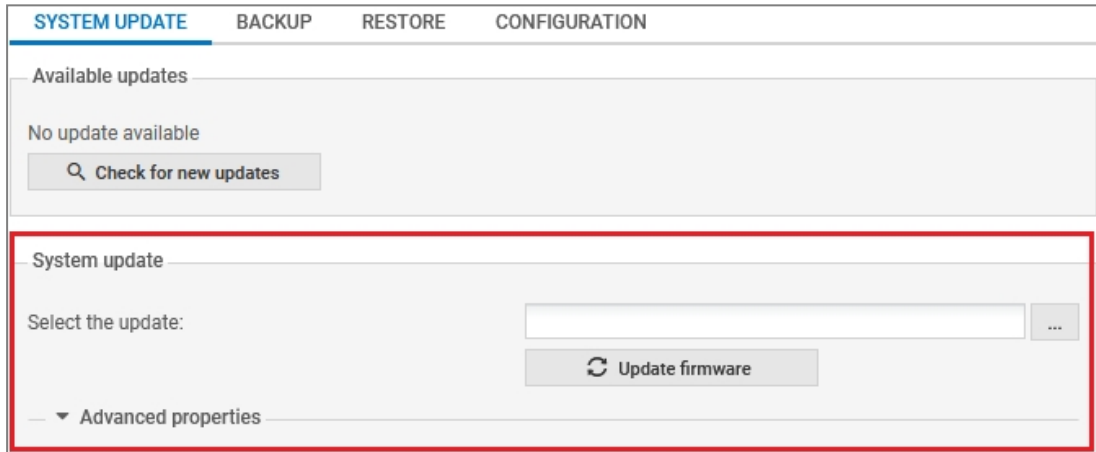 SYSTEM UPDATE BACKUP RESTORE CONFIGURATION
Available updates
No update available
Check for new updates
System update
Select the update: ...
Update firmware
Advanced properties